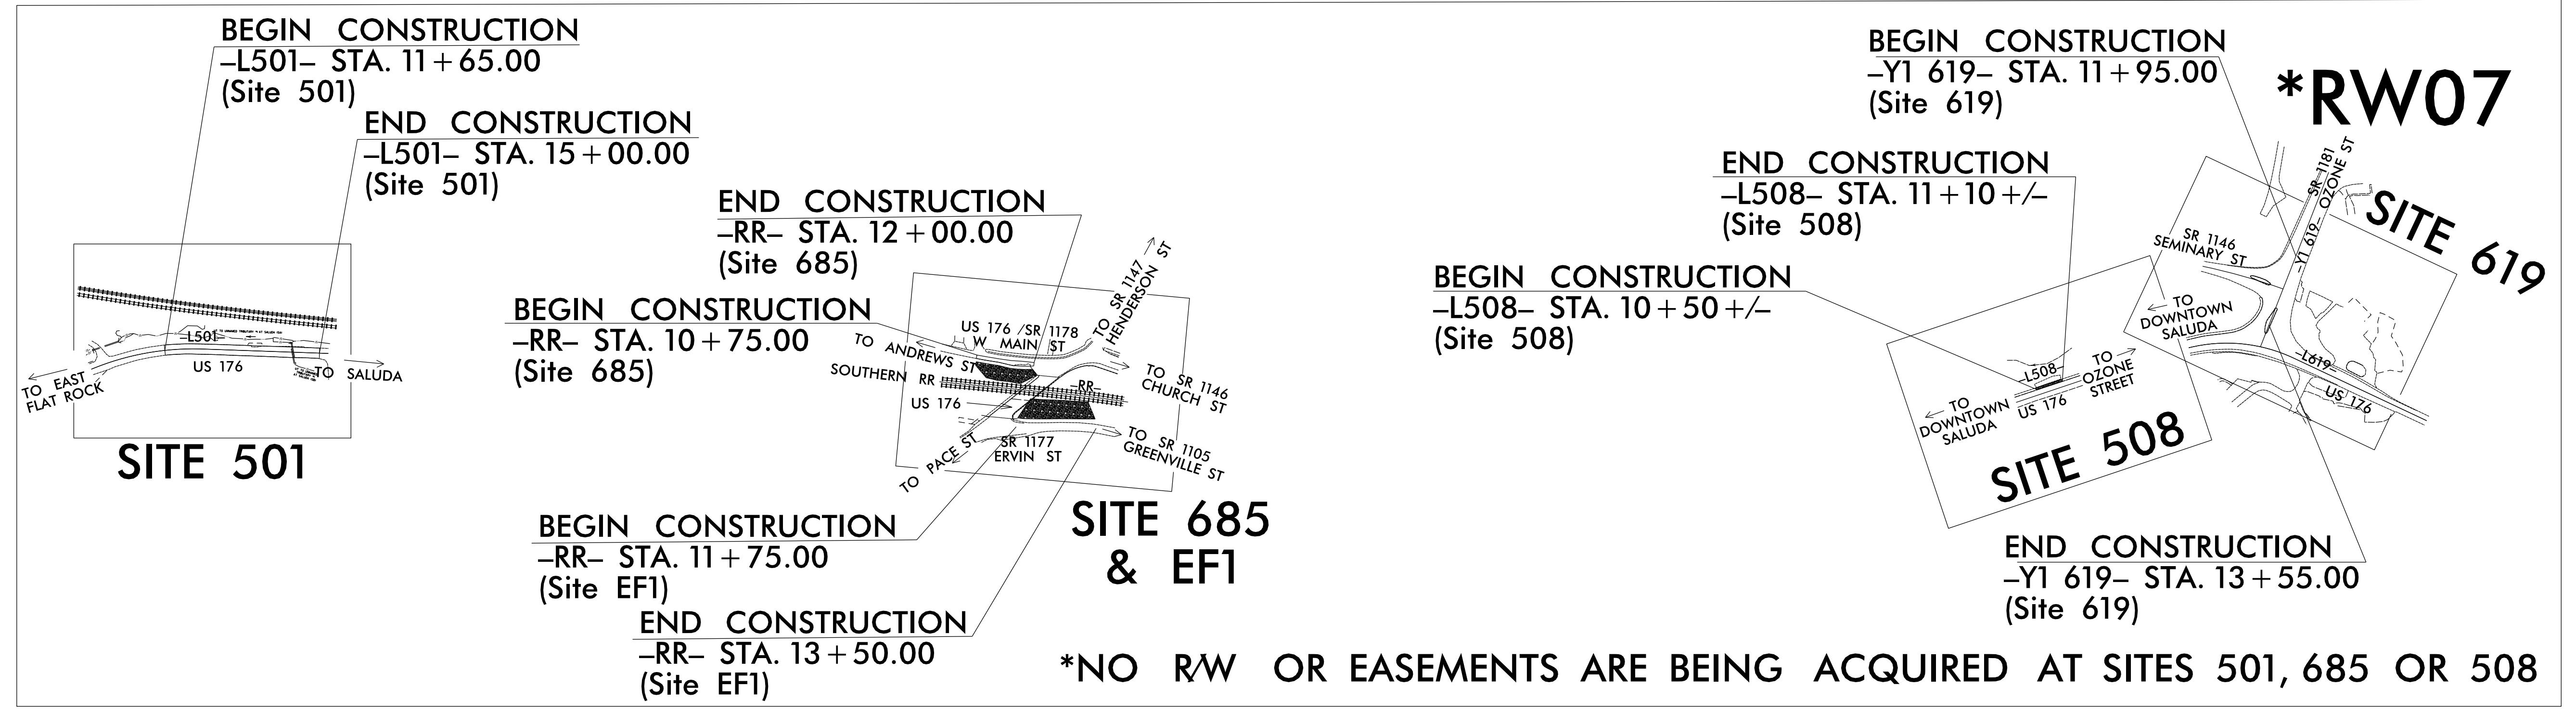 BEGIN CONSTRUCTION
–L501– STA. 11+65.00
(Site 501)
END CONSTRUCTION
–L501– STA. 15+00.00
(Site 501)
–L501–
US 176
TO EAST
FLAT ROCK
TO SALUDA
SITE 501
END CONSTRUCTION
–RR– STA. 12+00.00
(Site 685)
BEGIN CONSTRUCTION
–RR– STA. 10+75.00
(Site 685)
TO SR 1147
HENDERSON ST
US 176 /SR 1178
W MAIN ST
TO ANDREWS ST
SOUTHERN RR
–RR–
TO SR 1146
CHURCH ST
US 176
SR 1177
ERVIN ST
TO PACE ST
TO SR 1105
GREENVILLE ST
SITE 685
& EF1
BEGIN CONSTRUCTION
–RR– STA. 11+75.00
(Site EF1)
END CONSTRUCTION
–RR– STA. 13+50.00
(Site EF1)
BEGIN CONSTRUCTION
–Y1 619– STA. 11+95.00
(Site 619)
*RW07
END CONSTRUCTION
–L508– STA. 11+10 +/–
(Site 508)
BEGIN CONSTRUCTION
–L508– STA. 10+50 +/–
(Site 508)
SR 1181
–Y1 619– OZONE ST
SITE 619
SR 1146
SEMINARY ST
TO
DOWNTOWN
SALUDA
–L619–
US 176
–L508–
TO
OZONE
STREET
US 176
TO
DOWNTOWN
SALUDA
SITE 508
END CONSTRUCTION
–Y1 619– STA. 13+55.00
(Site 619)
*NO R/W OR EASEMENTS ARE BEING ACQUIRED AT SITES 501, 685 OR 508